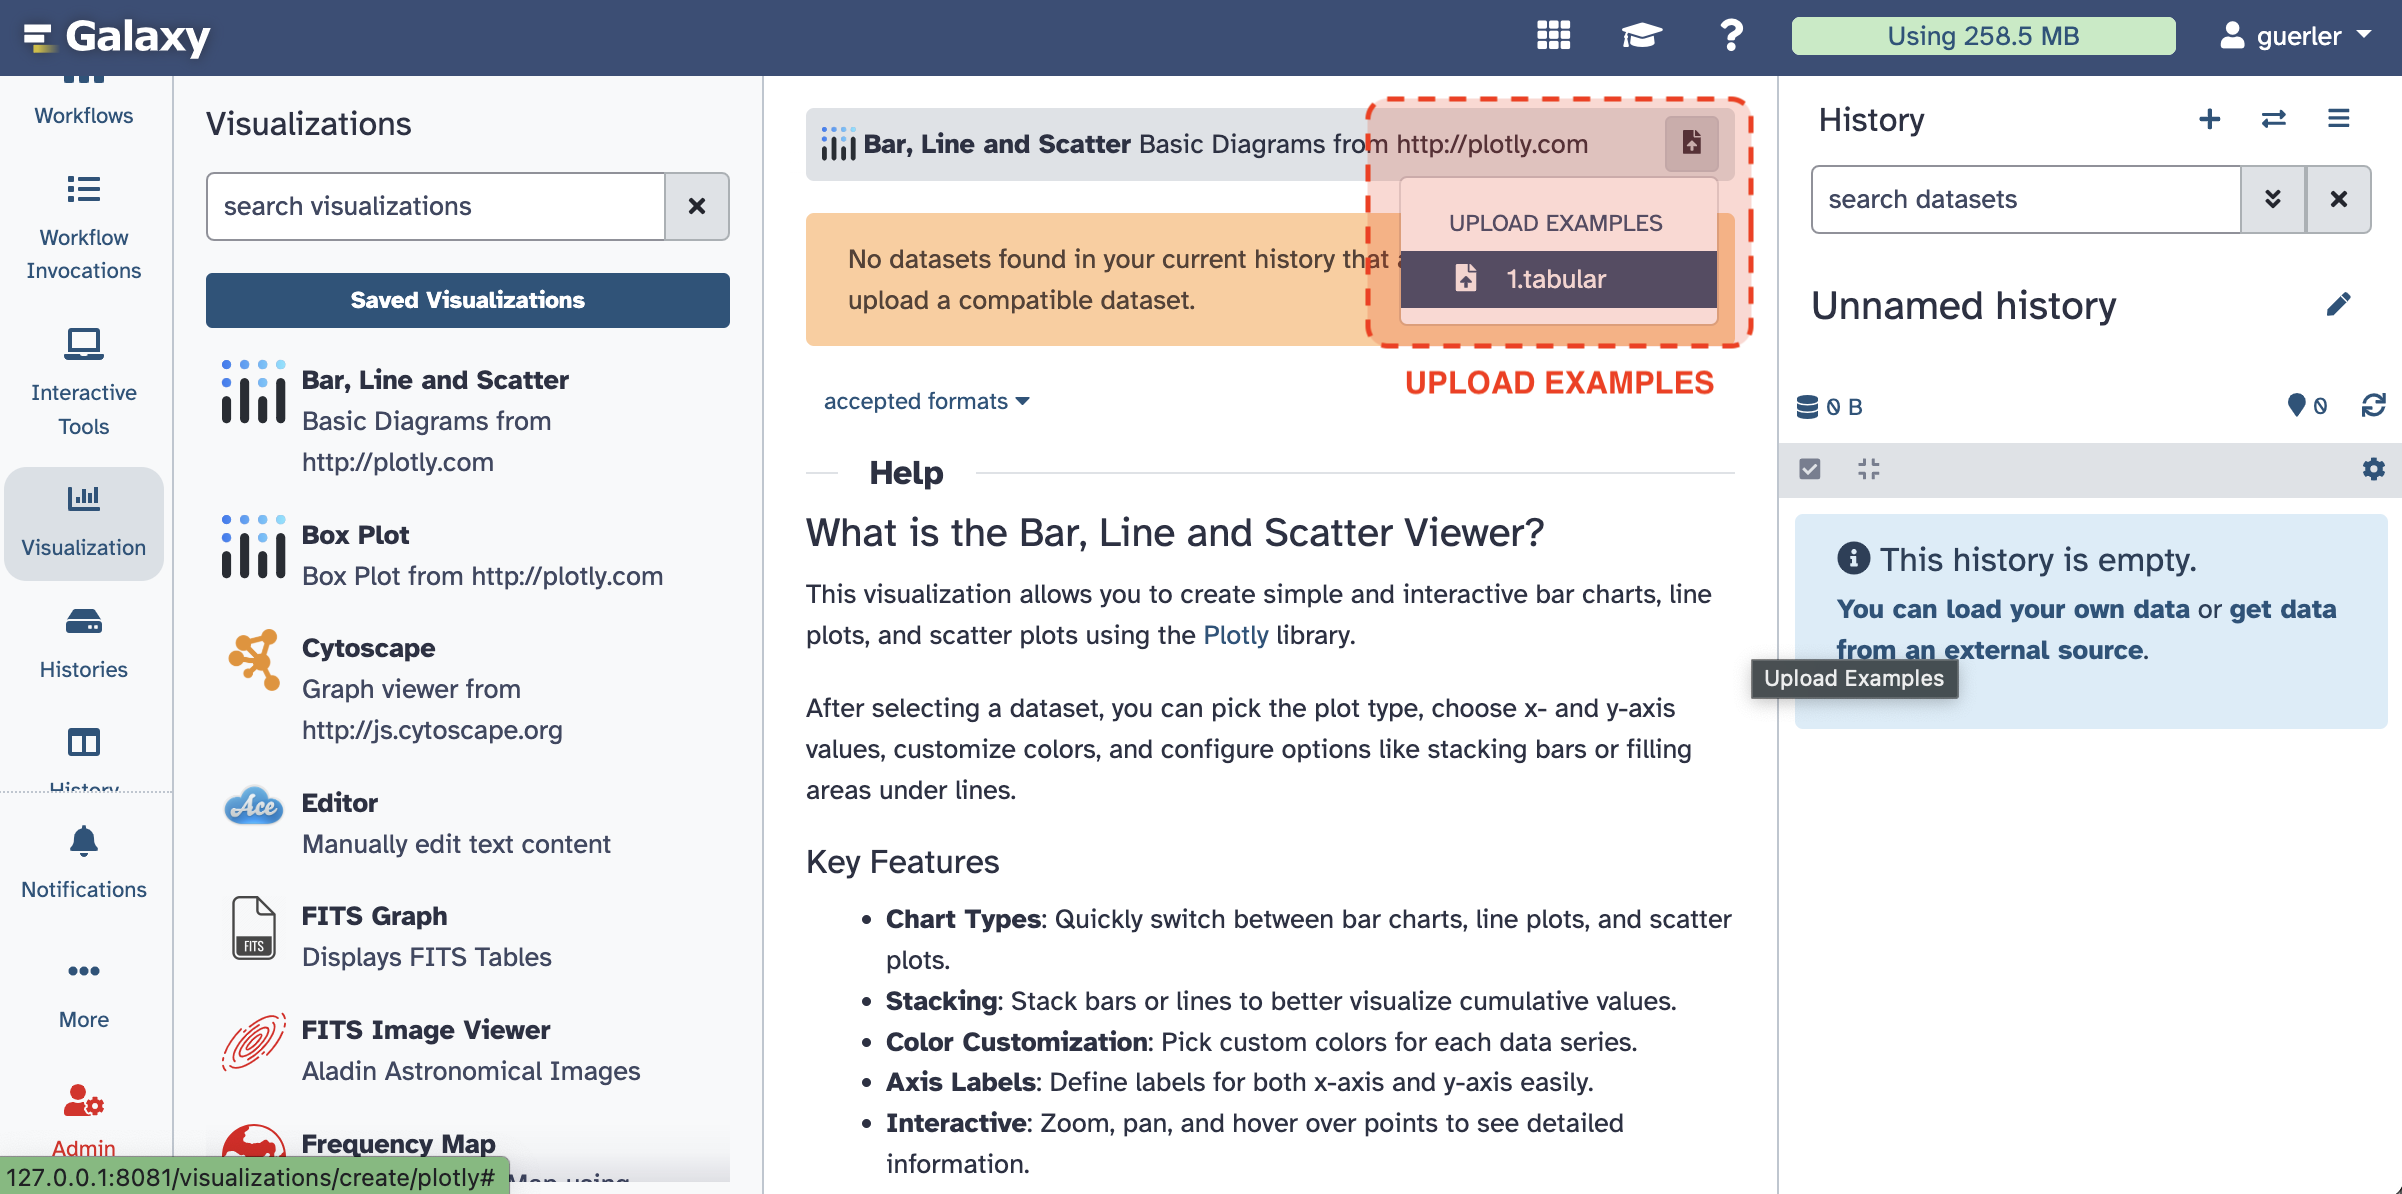 Galaxy
Using 258.5 MB
guerler
Workflows
Workflow
Invocations
Interactive
Tools
Visualization
Histories
History
Notifications
More
Admin
Visualizations
search visualizations
Saved Visualizations
Bar, Line and Scatter
Basic Diagrams from
http://plotly.com
Box Plot
Box Plot from http://plotly.com
Cytoscape
Graph viewer from
http://js.cytoscape.org
Ace
Editor
Manually edit text content
FITS
FITS Graph
Displays FITS Tables
FITS Image Viewer
Aladin Astronomical Images
Frequency Map
Map using
127.0.0.1:8081/visualizations/create/plotly#
Bar, Line and Scatter Basic Diagrams from http://plotly.com
UPLOAD EXAMPLES
1.tabular
No datasets found in your current history that
upload a compatible dataset.
UPLOAD EXAMPLES
accepted formats
Help
What is the Bar, Line and Scatter Viewer?
This visualization allows you to create simple and interactive bar charts, line
plots, and scatter plots using the Plotly library.
After selecting a dataset, you can pick the plot type, choose x- and y-axis
values, customize colors, and configure options like stacking bars or filling
areas under lines.
Key Features
• Chart Types: Quickly switch between bar charts, line plots, and scatter
plots.
• Stacking: Stack bars or lines to better visualize cumulative values.
• Color Customization: Pick custom colors for each data series.
• Axis Labels: Define labels for both x-axis and y-axis easily.
• Interactive: Zoom, pan, and hover over points to see detailed
information.
History
search datasets
Unnamed history
0 B
0
This history is empty.
You can load your own data or get data
from an external source.
Upload Examples